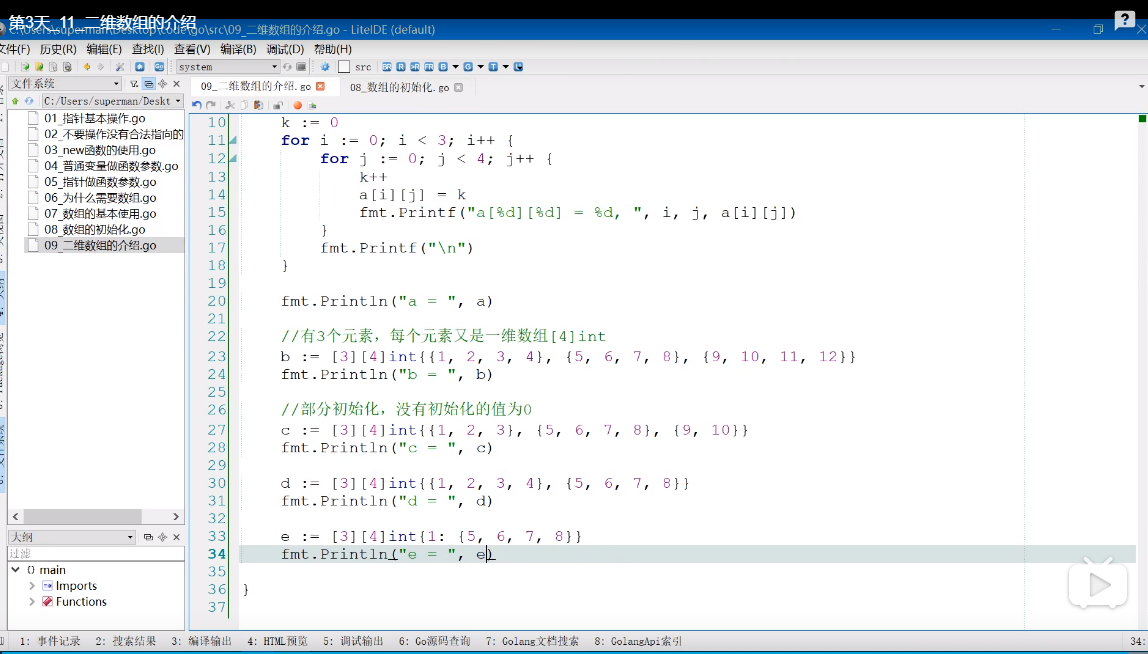 第3天_11_二维数组的介绍
C:\Users\superman\Desktop\code\go\src\09_二维数组的介绍.go - LiteIDE (default)
文件(F) 历史(R) 编辑(E) 查找(I) 查看(V) 编译(B) 调试(D) 帮助(H)
system src
文件系统
09_二维数组的介绍.go 08_数组的初始化.go
C:/Users/superman/Deskt
01_指针基本操作.go
02_不要操作没有合法指向的
03_new函数的使用.go
04_普通变量做函数参数.go
05_指针做函数参数.go
06_为什么需要数组.go
07_数组的基本使用.go
08_数组的初始化.go
09_二维数组的介绍.go
10 k := 0
11 for i := 0; i < 3; i++ {
12 for j := 0; j < 4; j++ {
13 k++
14 a[i][j] = k
15 fmt.Printf("a[%d][%d] = %d, ", i, j, a[i][j])
16 }
17 fmt.Printf("\n")
18 }
19
20 fmt.Println("a = ", a)
21
22 //有3个元素，每个元素又是一维数组[4]int
23 b := [3][4]int{{1, 2, 3, 4}, {5, 6, 7, 8}, {9, 10, 11, 12}}
24 fmt.Println("b = ", b)
25
26 //部分初始化，没有初始化的值为0
27 c := [3][4]int{{1, 2, 3}, {5, 6, 7, 8}, {9, 10}}
28 fmt.Println("c = ", c)
29
30 d := [3][4]int{{1, 2, 3, 4}, {5, 6, 7, 8}}
31 fmt.Println("d = ", d)
32
33 e := [3][4]int{1: {5, 6, 7, 8}}
34 fmt.Println("e = ", e)
35
36 }
37
大纲
过滤
{} main
Imports
Functions
1: 事件记录 2: 搜索结果 3: 编译输出 4: HTML预览 5: 调试输出 6: Go源码查询 7: Golang文档搜索 8: GolangApi索引 34: